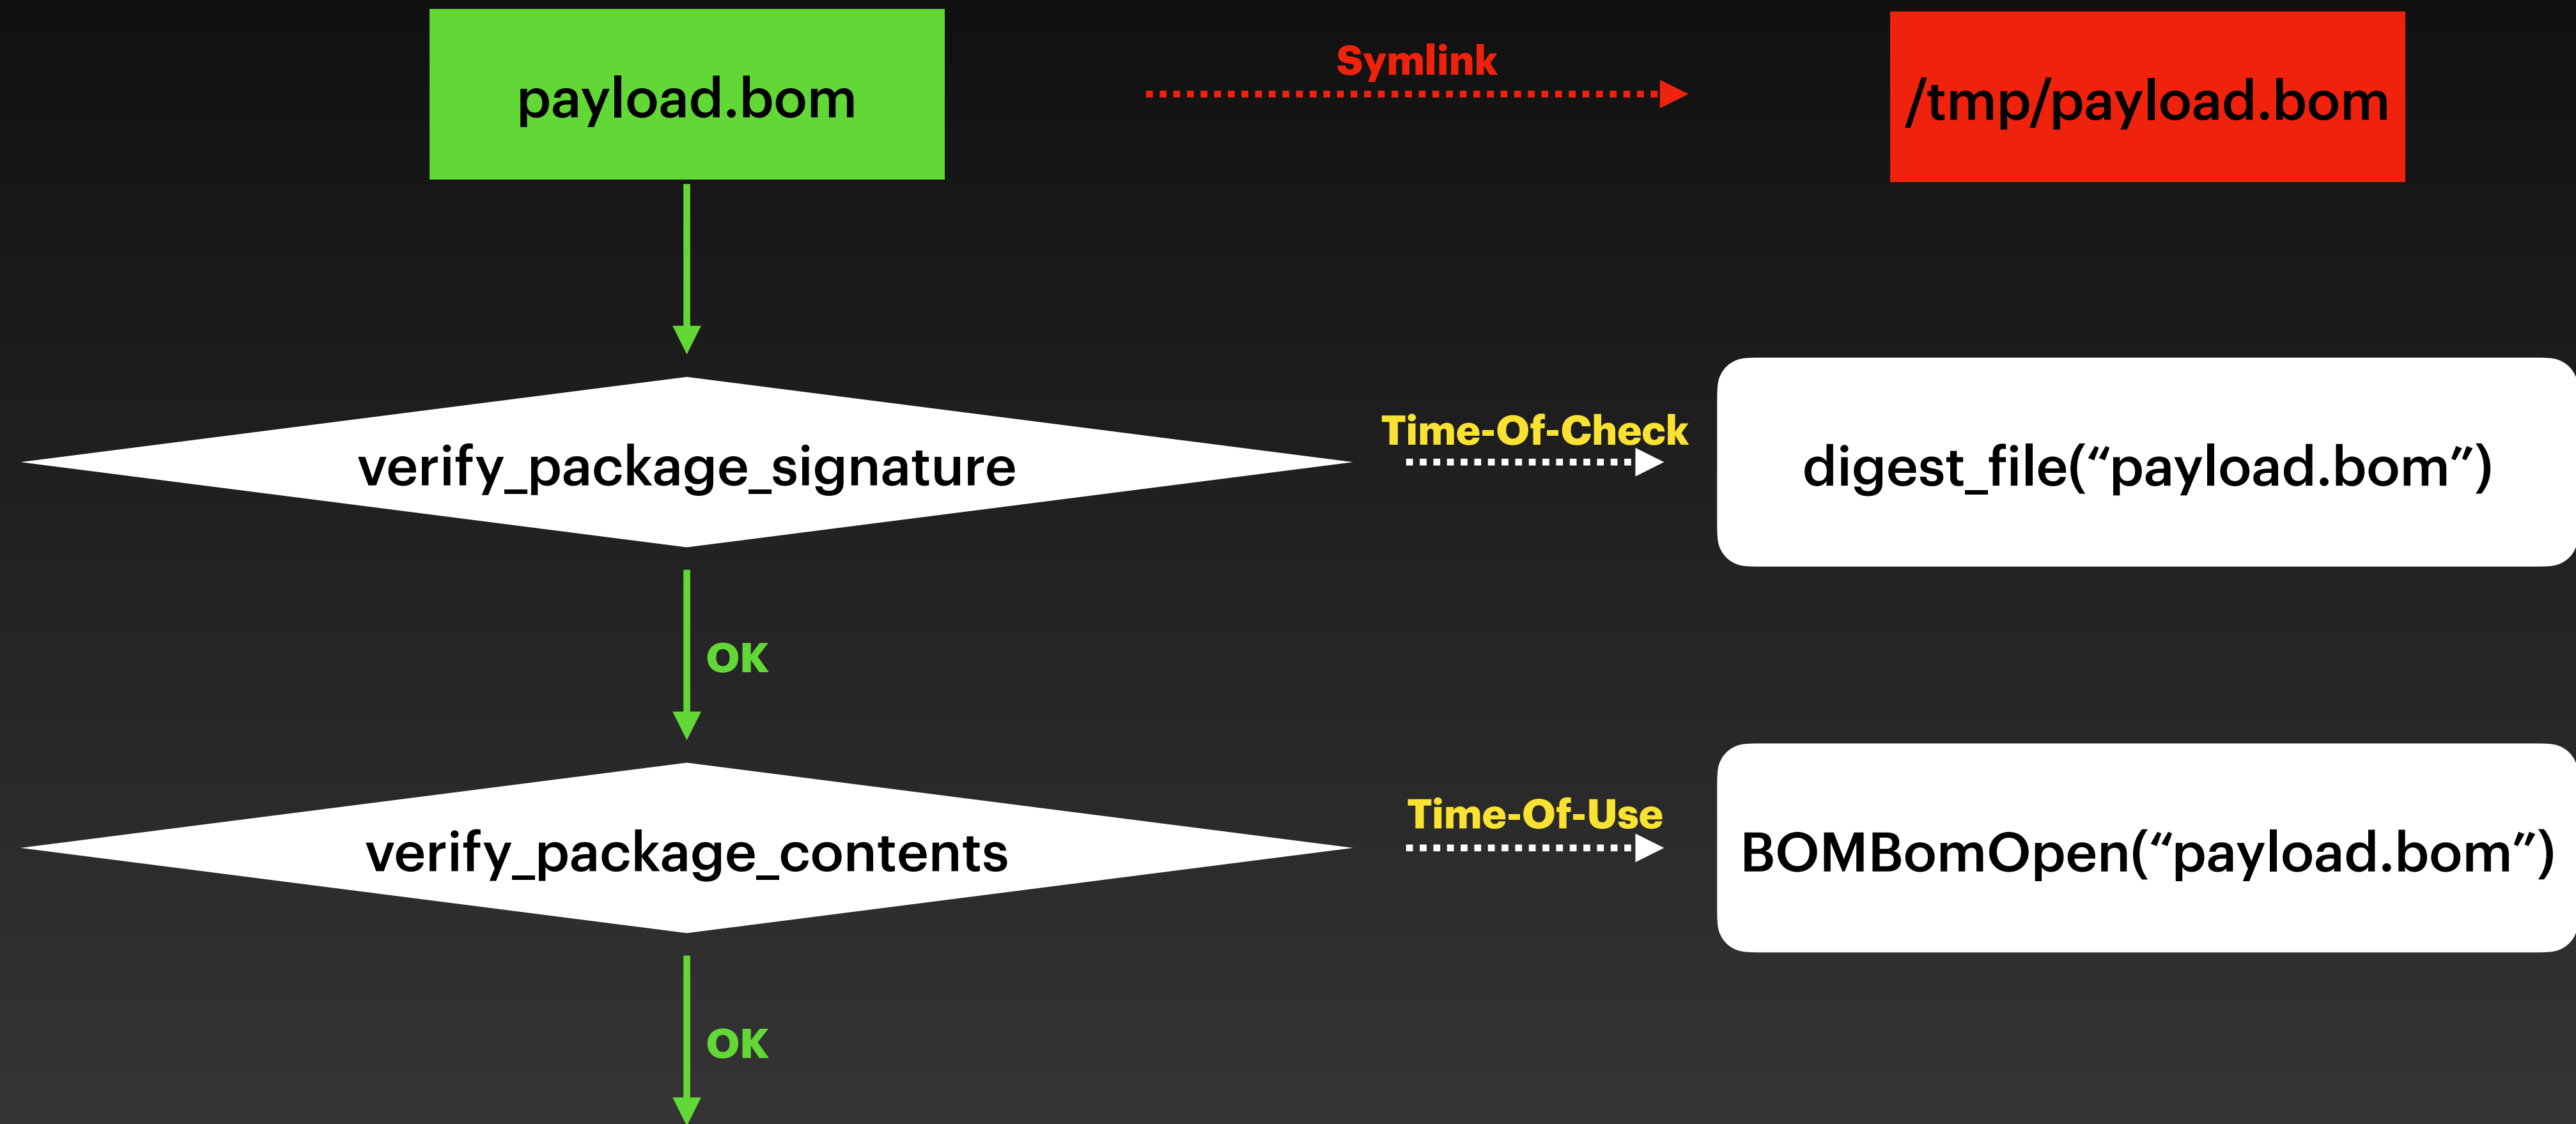 payload.bom
Symlink
/tmp/payload.bom
verify_package_signature
Time-Of-Check
digest_file(“payload.bom”)
OK
verify_package_contents
Time-Of-Use
BOMBomOpen(“payload.bom”)
OK